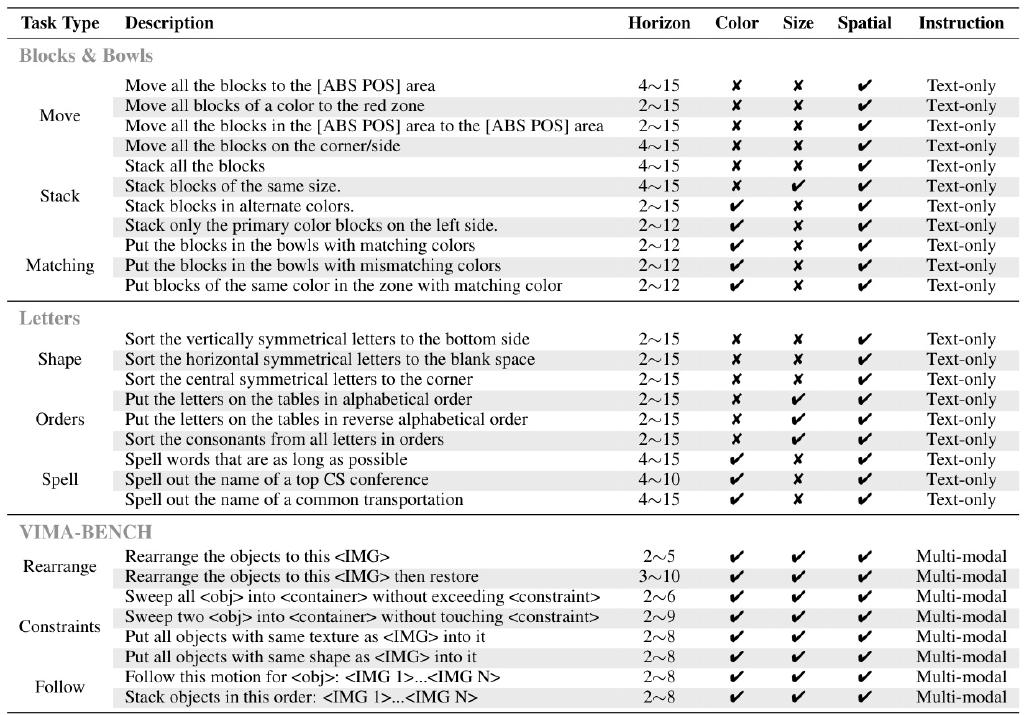 Task Type Description Horizon Color Size Spatial Instruction
Blocks & Bowls
Move all the blocks to the [ABS POS] area 4∼15 ✘ ✘ ✔ Text-only
Move all blocks of a color to the red zone 2∼15 ✘ ✘ ✔ Text-only
Move
Move all the blocks in the [ABS POS] area to the [ABS POS] area 2∼15 ✘ ✘ ✔ Text-only
Move all the blocks on the corner/side 4∼15 ✘ ✘ ✔ Text-only
Stack all the blocks 4∼15 ✘ ✘ ✔ Text-only
Stack blocks of the same size. 4∼15 ✘ ✔ ✔ Text-only
Stack
Stack blocks in alternate colors. 2∼15 ✔ ✘ ✔ Text-only
Stack only the primary color blocks on the left side. 2∼12 ✔ ✘ ✔ Text-only
Put the blocks in the bowls with matching colors 2∼12 ✔ ✘ ✔ Text-only
Matching Put the blocks in the bowls with mismatching colors 2∼12 ✔ ✘ ✔ Text-only
Put blocks of the same color in the zone with matching color 2∼12 ✔ ✘ ✔ Text-only
Letters
Sort the vertically symmetrical letters to the bottom side 2∼15 ✘ ✘ ✔ Text-only
Shape Sort the horizontal symmetrical letters to the blank space 2∼15 ✘ ✘ ✔ Text-only
Sort the central symmetrical letters to the corner 2∼15 ✘ ✘ ✔ Text-only
Put the letters on the tables in alphabetical order 2∼15 ✘ ✔ ✔ Text-only
Orders Put the letters on the tables in reverse alphabetical order 2∼15 ✘ ✔ ✔ Text-only
Sort the consonants from all letters in orders 2∼15 ✘ ✔ ✔ Text-only
Spell words that are as long as possible 4∼15 ✔ ✘ ✔ Text-only
Spell Spell out the name of a top CS conference 4∼10 ✔ ✘ ✔ Text-only
Spell out the name of a common transportation 4∼15 ✔ ✘ ✔ Text-only
VIMA-BENCH
Rearrange the objects to this <IMG> 2∼5 ✔ ✔ ✔ Multi-modal
Rearrange
Rearrange the objects to this <IMG> then restore 3∼10 ✔ ✔ ✔ Multi-modal
Sweep all <obj> into <container> without exceeding <constraint> 2∼6 ✔ ✔ ✔ Multi-modal
Sweep two <obj> into <container> without touching <constraint> 2∼9 ✔ ✔ ✔ Multi-modal
Constraints
Put all objects with same texture as <IMG> into it 2∼8 ✔ ✔ ✔ Multi-modal
Put all objects with same shape as <IMG> into it 2∼8 ✔ ✔ ✔ Multi-modal
Follow this motion for <obj>: <IMG 1>...<IMG N> 2∼8 ✔ ✔ ✔ Multi-modal
Follow
Stack objects in this order: <IMG 1>...<IMG N> 2∼8 ✔ ✔ ✔ Multi-modal